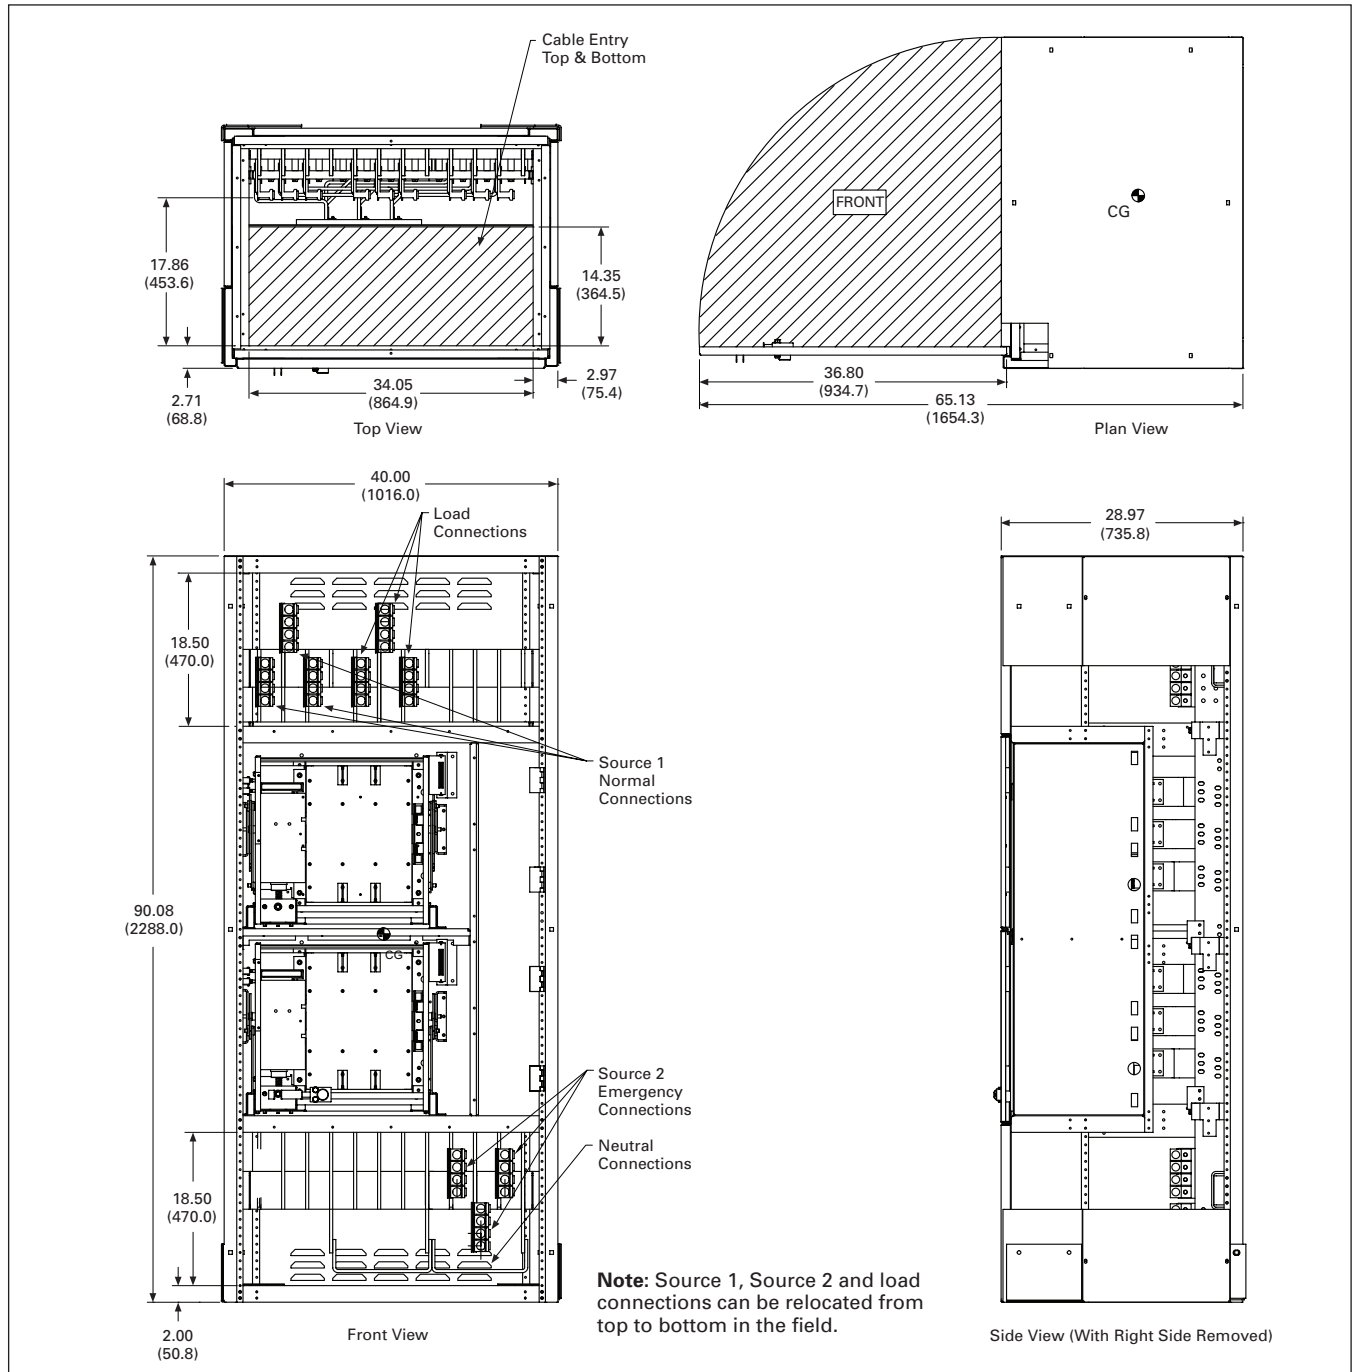 Cable Entry
Top & Bottom
FRONT
CG
17.86
(453.6)
14.35
(364.5)
2.71
(68.8)
34.05
(864.9)
2.97
(75.4)
Top View
36.80
(934.7)
65.13
(1654.3)
Plan View
40.00
(1016.0)
Load
Connections
28.97
(735.8)
18.50
(470.0)
Source 1
Normal
Connections
90.08
(2288.0)
CG
Source 2
Emergency
Connections
Neutral
Connections
18.50
(470.0)
Note: Source 1, Source 2 and load
connections can be relocated from
top to bottom in the field.
2.00
(50.8)
Front View
Side View (With Right Side Removed)